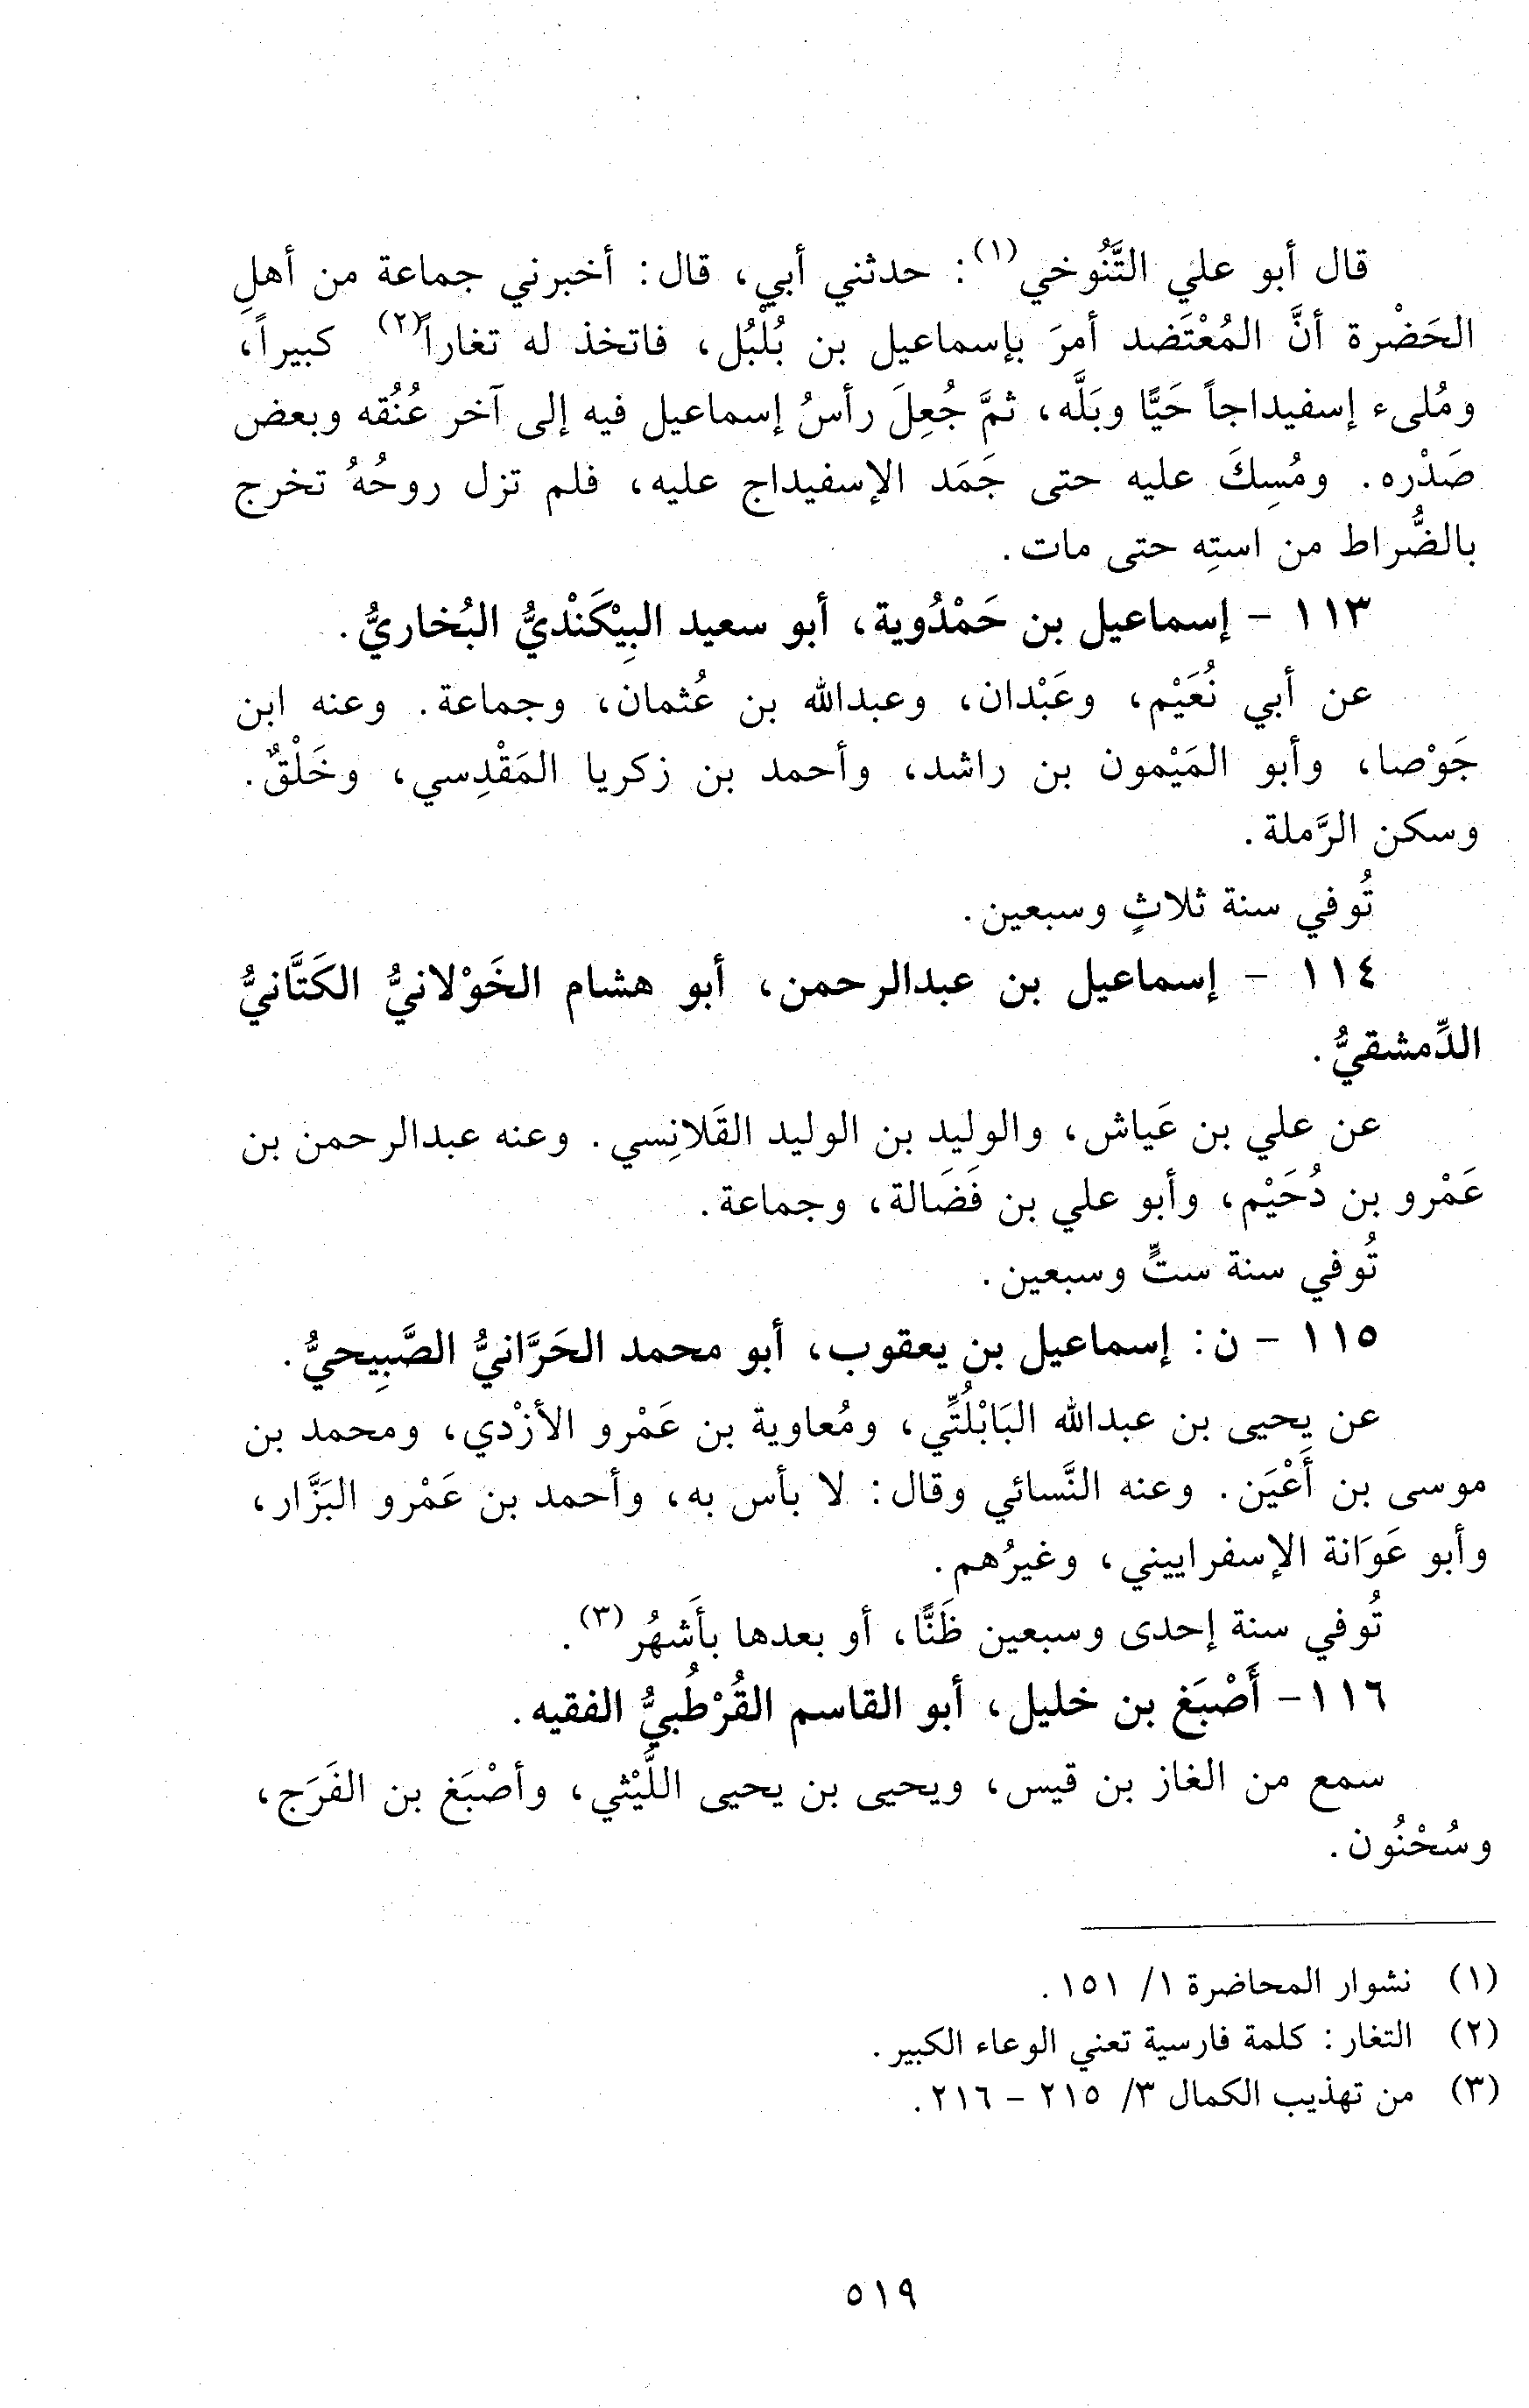 قال أبو علي التَّنُوخي(١): حدثني أبي، قال: أخبرني جماعة من أهلِ
الحَضْرة أنَّ المُعْتَضد أمرَ بإسماعيل بن بُلْبُل، فاتخذ له تغاراً(٢) كبيراً،
ومُلىء إسفيداجاً حَيًّا وبَلَّه، ثمَّ جُعِلَ رأسُ إسماعيل فيه إلى آخر عُنُقه وبعض
صَدْره. ومُسِكَ عليه حتى جَمَد الإسفيداج عليه، فلم تزل روحُهُ تخرج
بالضُّراط من استِه حتى مات.
١١٣ - إسماعيل بن حَمْدُوية، أبو سعيد البِيْكَنْديُّ البُخاريُّ.
عن أبي نُعَيْم، وعَبْدان، وعبدالله بن عُثمان، وجماعة. وعنه ابن
جَوْصا، وأبو المَيْمون بن راشد، وأحمد بن زكريا المَقْدِسي، وخَلْقٌ.
وسكن الرَّملة.
تُوفي سنة ثلاثٍ وسبعين.
١١٤ - إسماعيل بن عبدالرحمن، أبو هشام الخَوْلانيُّ الكَتَّانيُّ
الدِّمشقيُّ.
عن علي بن عَياش، والوليد بن الوليد القَلانِسي. وعنه عبدالرحمن بن
عَمْرو بن دُحَيْم، وأبو علي بن فَضَالة، وجماعة.
تُوفي سنة ستٍّ وسبعين.
١١٥ - ن: إسماعيل بن يعقوب، أبو محمد الحَرَّانيُّ الصَّبِيحيُّ.
عن يحيى بن عبدالله البَابْلُتِّي، ومُعاوية بن عَمْرو الأزْدي، ومحمد بن
موسى بن أَعْيَن. وعنه النَّسائي وقال: لا بأس به، وأحمد بن عَمْرو البَزَّار،
وأبو عَوَانة الإسفراييني، وغيرُهم.
تُوفي سنة إحدى وسبعين ظَنًّا، أو بعدها بأَشهُر(٣).
١١٦- أَصْبَغ بن خليل، أبو القاسم القُرْطُبيُّ الفقيه.
سمع من الغاز بن قيس، ويحيى بن يحيى اللَّيْثي، وأصْبَغ بن الفَرَج،
وسُحْنُون.
(١) نشوار المحاضرة ١/ ١٥١.
(٢) التغار: كلمة فارسية تعني الوعاء الكبير.
(٣) من تهذيب الكمال ٣/ ٢١٥ - ٢١٦.
٥١٩